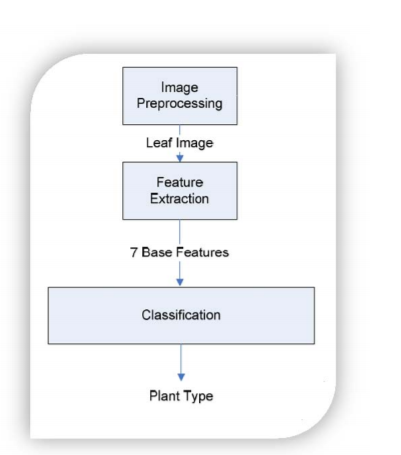 Image
Preprocessing
Leaf Image
Feature
Extraction
7 Base Features
Classification
Plant Type